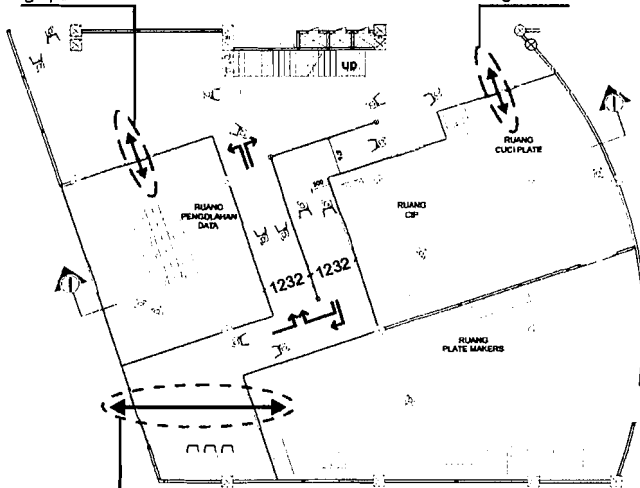 up
RUANG
CUCI PLATE
RUANG
PENGOLAHAN
DATA
RUANG
CIP
1232
1232
RUANG
PLATE MAKERS